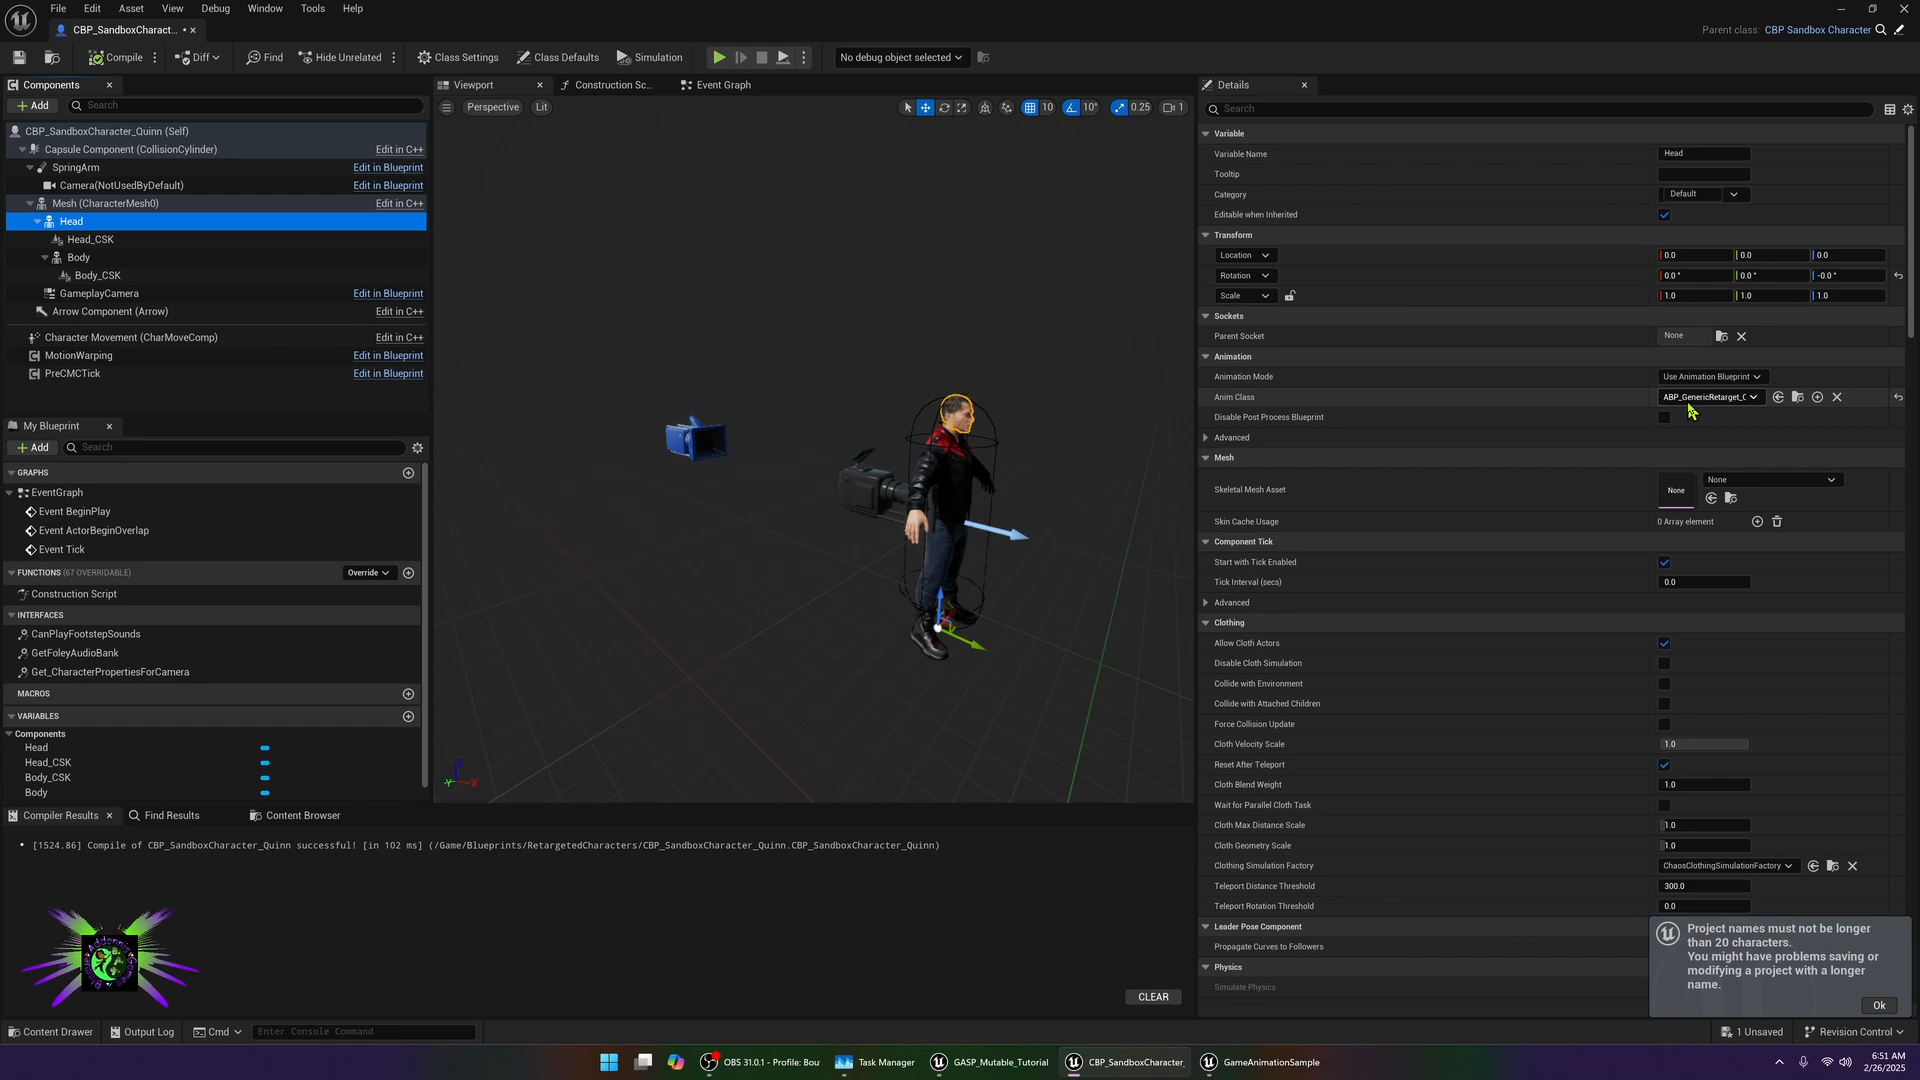 File Edit Asset View Debug Window Tools Help
CBP_SandboxCharact... •
Parent class: CBP Sandbox Character
Compile Diff Find Hide Unrelated Class Settings Class Defaults Simulation No debug object selected
Components
Add Search
CBP_SandboxCharacter_Quinn (Self)
Capsule Component (CollisionCylinder) Edit in C++
SpringArm Edit in Blueprint
Camera(NotUsedByDefault) Edit in Blueprint
Mesh (CharacterMesh0) Edit in C++
Head
Head_CSK
Body
Body_CSK
GameplayCamera Edit in Blueprint
Arrow Component (Arrow) Edit in C++
Character Movement (CharMoveComp) Edit in C++
MotionWarping Edit in Blueprint
PreCMCTick Edit in Blueprint
My Blueprint
Add Search
GRAPHS
EventGraph
Event BeginPlay
Event ActorBeginOverlap
Event Tick
FUNCTIONS (67 OVERRIDABLE) Override
Construction Script
INTERFACES
CanPlayFootstepSounds
GetFoleyAudioBank
Get_CharacterPropertiesForCamera
MACROS
VARIABLES
Components
Head
Head_CSK
Body_CSK
Body
Viewport Construction Sc... Event Graph
Perspective Lit 10 10° 0.25 1
Z
Y X
Details
Search
Variable
Variable Name Head
Tooltip
Category Default
Editable when Inherited
Transform
Location 0.0 0.0 0.0
Rotation 0.0 ° 0.0 ° -0.0 °
Scale 1.0 1.0 1.0
Sockets
Parent Socket None
Animation
Animation Mode Use Animation Blueprint
Anim Class ABP_GenericRetarget_C
Disable Post Process Blueprint
Advanced
Mesh
Skeletal Mesh Asset None None
Skin Cache Usage 0 Array element
Component Tick
Start with Tick Enabled
Tick Interval (secs) 0.0
Advanced
Clothing
Allow Cloth Actors
Disable Cloth Simulation
Collide with Environment
Collide with Attached Children
Force Collision Update
Cloth Velocity Scale 1.0
Reset After Teleport
Cloth Blend Weight 1.0
Wait for Parallel Cloth Task
Cloth Max Distance Scale 1.0
Cloth Geometry Scale 1.0
Clothing Simulation Factory ChaosClothingSimulationFactory
Teleport Distance Threshold 300.0
Teleport Rotation Threshold 0.0
Leader Pose Component
Propagate Curves to Followers
Physics
Simulate Physics
Project names must not be longer
than 20 characters.
You might have problems saving or
modifying a project with a longer
name.
Ok
Compiler Results Find Results Content Browser
• [1524.86] Compile of CBP_SandboxCharacter_Quinn successful! [in 102 ms] (/Game/Blueprints/RetargetedCharacters/CBP_SandboxCharacter_Quinn.CBP_SandboxCharacter_Quinn)
CLEAR
Content Drawer Output Log Cmd Enter Console Command 1 Unsaved Revision Control
OBS 31.0.1 - Profile: Bou Task Manager GASP_Mutable_Tutorial CBP_SandboxCharacter_ GameAnimationSample
6:51 AM
2/26/2025